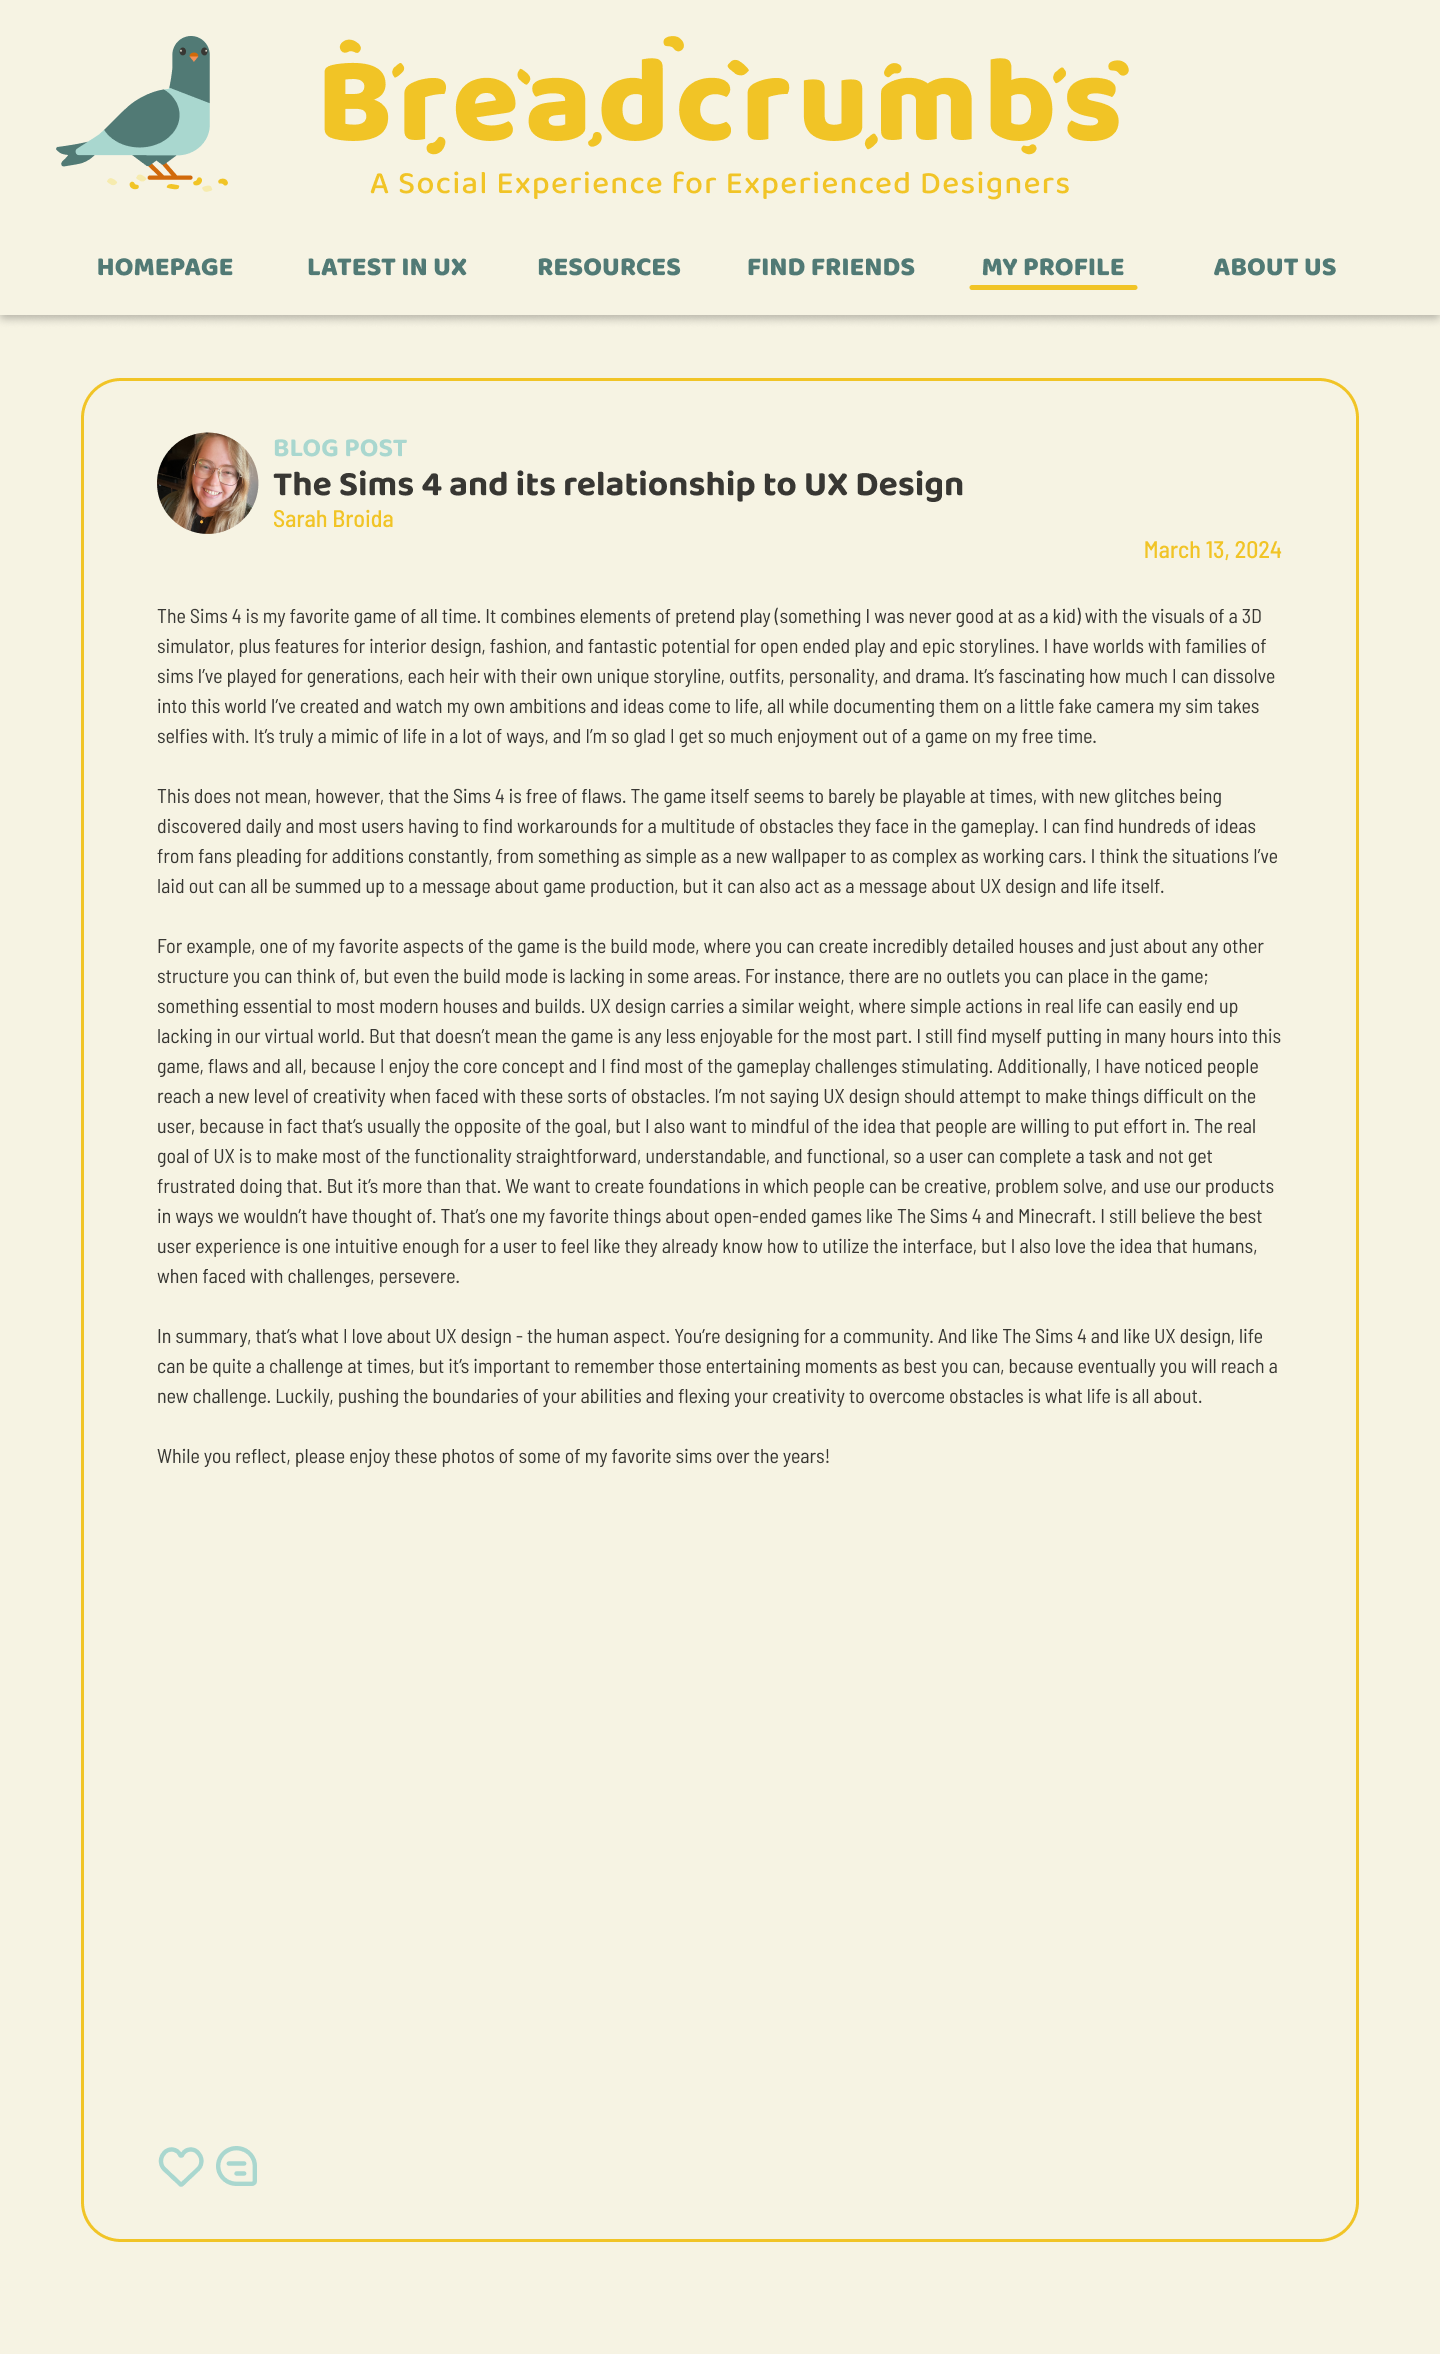 Breadcrumbs
A Social Experience for Experienced Designers
HOMEPAGE LATEST IN UX RESOURCES FIND FRIENDS MY PROFILE ABOUT US
BLOG POST
The Sims 4 and its relationship to UX Design
Sarah Broida
March 13, 2024
The Sims 4 is my favorite game of all time. It combines elements of pretend play (something I was never good at as a kid) with the visuals of a 3D
simulator, plus features for interior design, fashion, and fantastic potential for open ended play and epic storylines. I have worlds with families of
sims I’ve played for generations, each heir with their own unique storyline, outfits, personality, and drama. It’s fascinating how much I can dissolve
into this world I’ve created and watch my own ambitions and ideas come to life, all while documenting them on a little fake camera my sim takes
selfies with. It’s truly a mimic of life in a lot of ways, and I’m so glad I get so much enjoyment out of a game on my free time.
This does not mean, however, that the Sims 4 is free of flaws. The game itself seems to barely be playable at times, with new glitches being
discovered daily and most users having to find workarounds for a multitude of obstacles they face in the gameplay. I can find hundreds of ideas
from fans pleading for additions constantly, from something as simple as a new wallpaper to as complex as working cars. I think the situations I’ve
laid out can all be summed up to a message about game production, but it can also act as a message about UX design and life itself.
For example, one of my favorite aspects of the game is the build mode, where you can create incredibly detailed houses and just about any other
structure you can think of, but even the build mode is lacking in some areas. For instance, there are no outlets you can place in the game;
something essential to most modern houses and builds. UX design carries a similar weight, where simple actions in real life can easily end up
lacking in our virtual world. But that doesn’t mean the game is any less enjoyable for the most part. I still find myself putting in many hours into this
game, flaws and all, because I enjoy the core concept and I find most of the gameplay challenges stimulating. Additionally, I have noticed people
reach a new level of creativity when faced with these sorts of obstacles. I’m not saying UX design should attempt to make things difficult on the
user, because in fact that’s usually the opposite of the goal, but I also want to mindful of the idea that people are willing to put effort in. The real
goal of UX is to make most of the functionality straightforward, understandable, and functional, so a user can complete a task and not get
frustrated doing that. But it’s more than that. We want to create foundations in which people can be creative, problem solve, and use our products
in ways we wouldn’t have thought of. That’s one my favorite things about open-ended games like The Sims 4 and Minecraft. I still believe the best
user experience is one intuitive enough for a user to feel like they already know how to utilize the interface, but I also love the idea that humans,
when faced with challenges, persevere.
In summary, that’s what I love about UX design - the human aspect. You’re designing for a community. And like The Sims 4 and like UX design, life
can be quite a challenge at times, but it’s important to remember those entertaining moments as best you can, because eventually you will reach a
new challenge. Luckily, pushing the boundaries of your abilities and flexing your creativity to overcome obstacles is what life is all about.
While you reflect, please enjoy these photos of some of my favorite sims over the years!